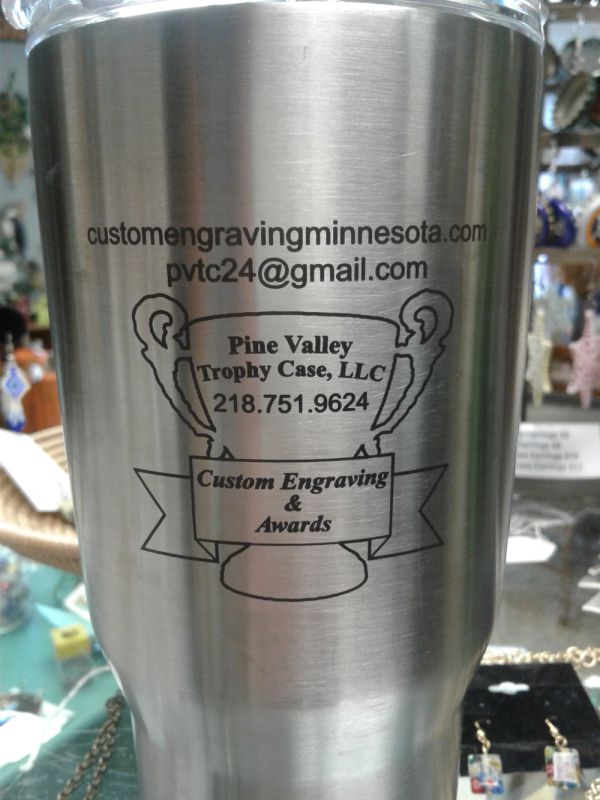 customengravingminnesota.com
pvtc24@gmail.com
Pine Valley
Trophy Case, LLC
218.751.9624
Custom Engraving
&
Awards